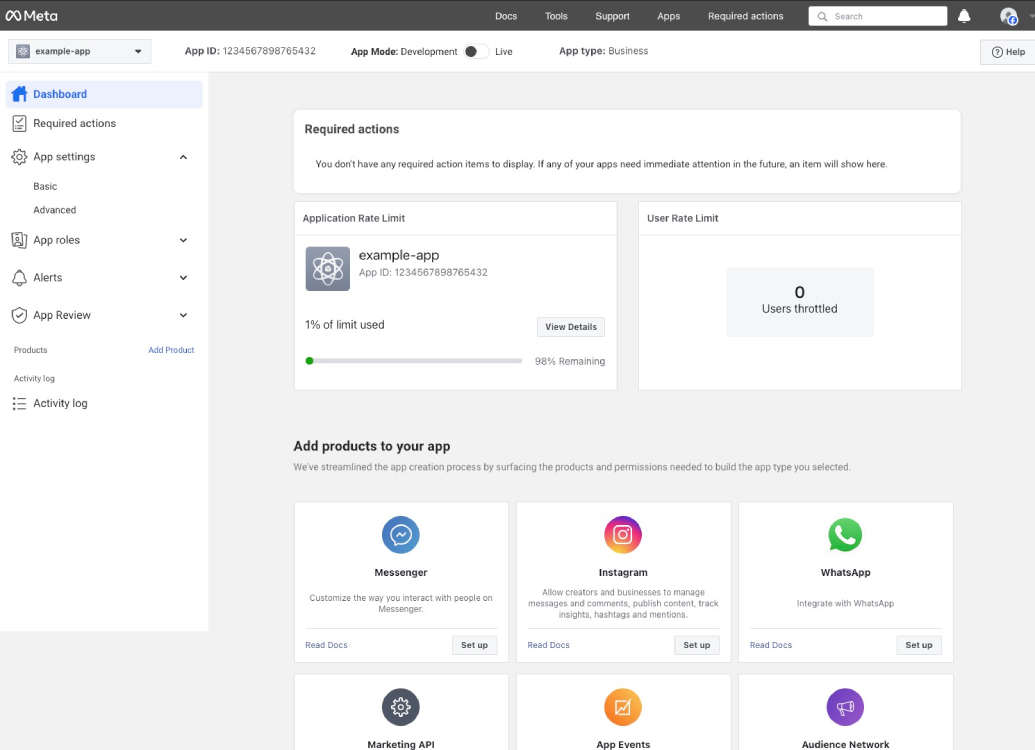 Meta
Docs
Tools
Support
Apps
Required actions
Search
example-app
App ID: 1234567898765432
App Mode: Development
Live
App type: Business
Help
Dashboard
Required actions
App settings
Basic
Advanced
App roles
Alerts
App Review
Products
Add Product
Activity log
Activity log
Required actions
You don't have any required action items to display. If any of your apps need immediate attention in the future, an item will show here.
Application Rate Limit
example-app
App ID: 1234567898765432
1% of limit used
View Details
98% Remaining
User Rate Limit
0
Users throttled
Add products to your app
We've streamlined the app creation process by surfacing the products and permissions needed to build the app type you selected.
Messenger
Customize the way you interact with people on
Messenger.
Read Docs
Set up
Instagram
Allow creators and businesses to manage
messages and comments, publish content, track
insights, hashtags and mentions.
Read Docs
Set up
WhatsApp
Integrate with WhatsApp
Read Docs
Set up
Marketing API
App Events
Audience Network